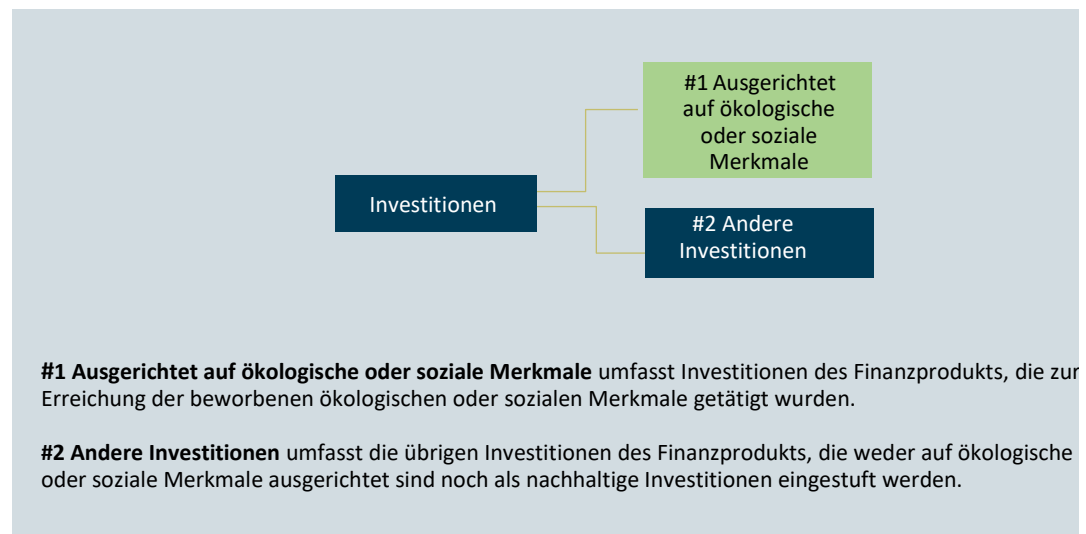 #1 Ausgerichtet
auf ökologische
oder soziale
Merkmale
Investitionen
#2 Andere
Investitionen
#1 Ausgerichtet auf ökologische oder soziale Merkmale umfasst Investitionen des Finanzprodukts, die zur
Erreichung der beworbenen ökologischen oder sozialen Merkmale getätigt wurden.
#2 Andere Investitionen umfasst die übrigen Investitionen des Finanzprodukts, die weder auf ökologische
oder soziale Merkmale ausgerichtet sind noch als nachhaltige Investitionen eingestuft werden.